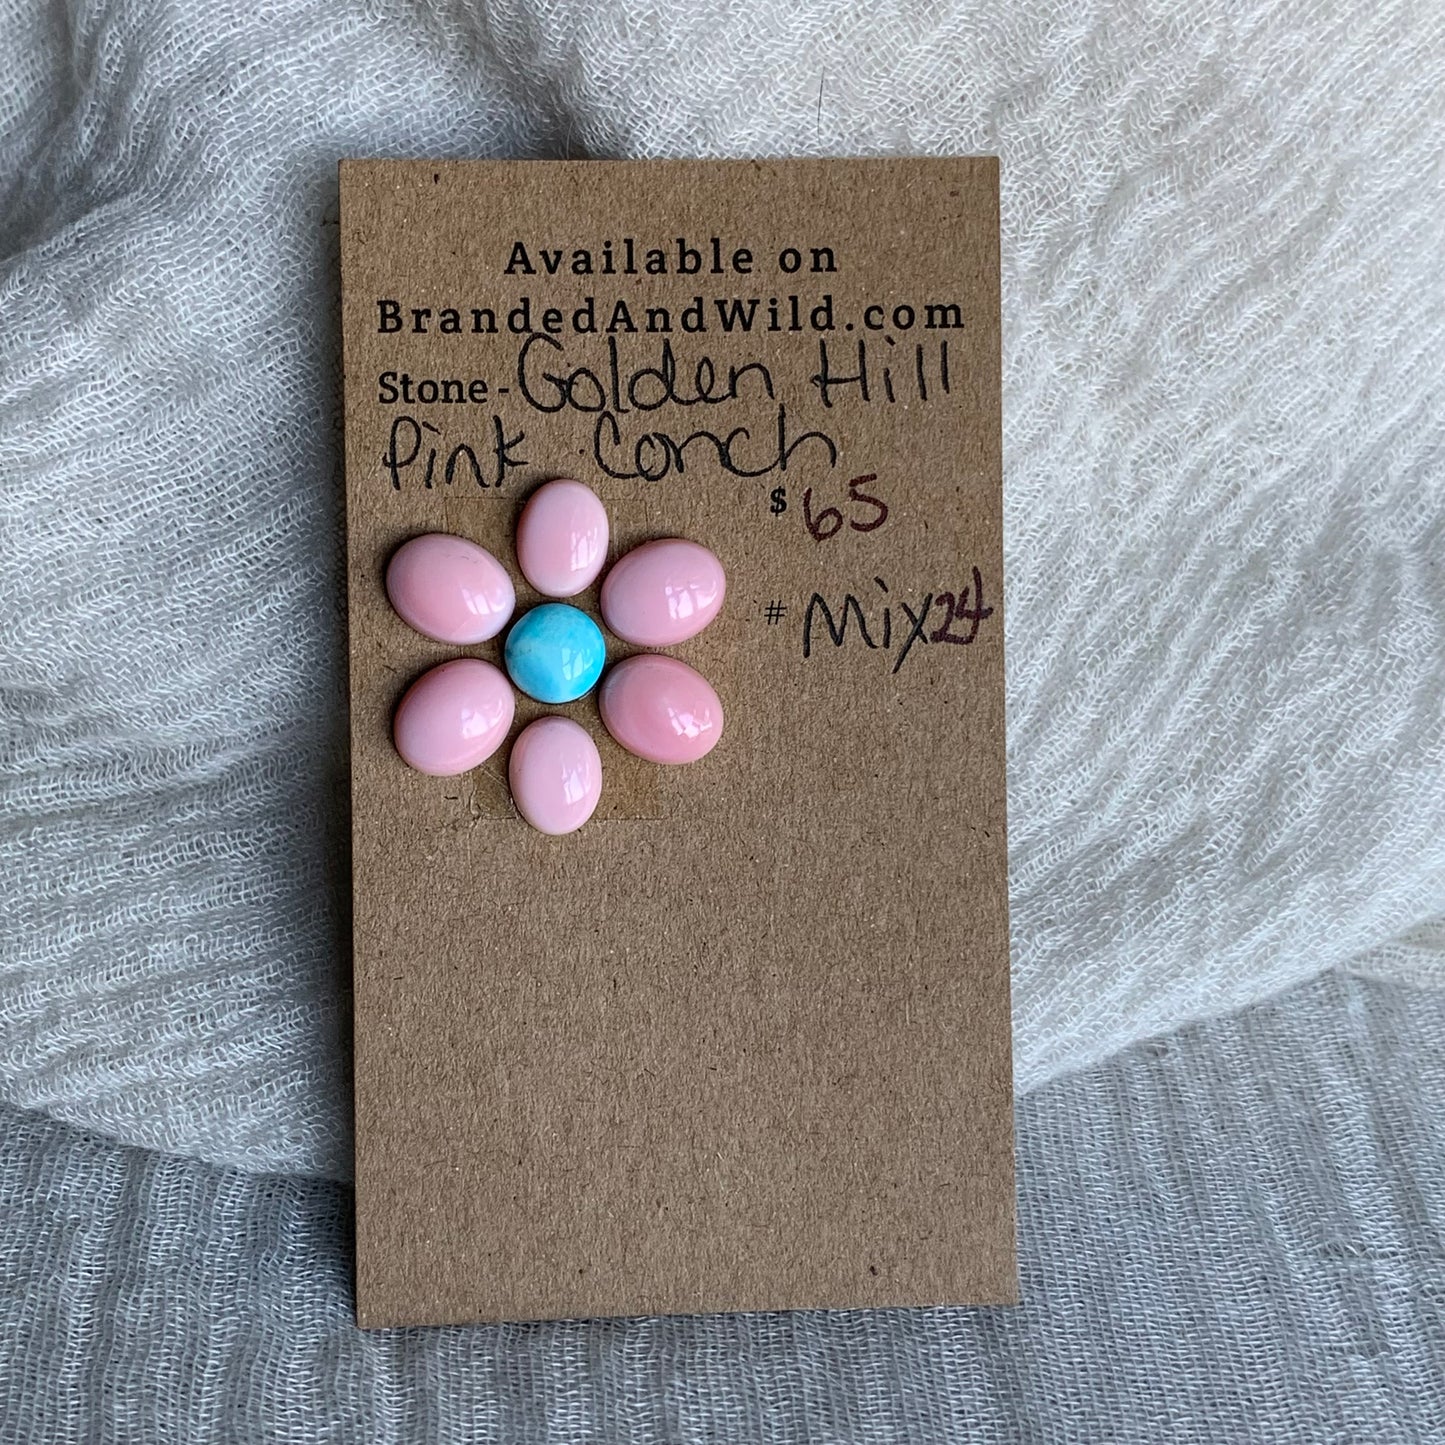 Available on
BrandedAndWild.com
Stone - Golden Hill
Pink Conch
$ 65
# Mix24